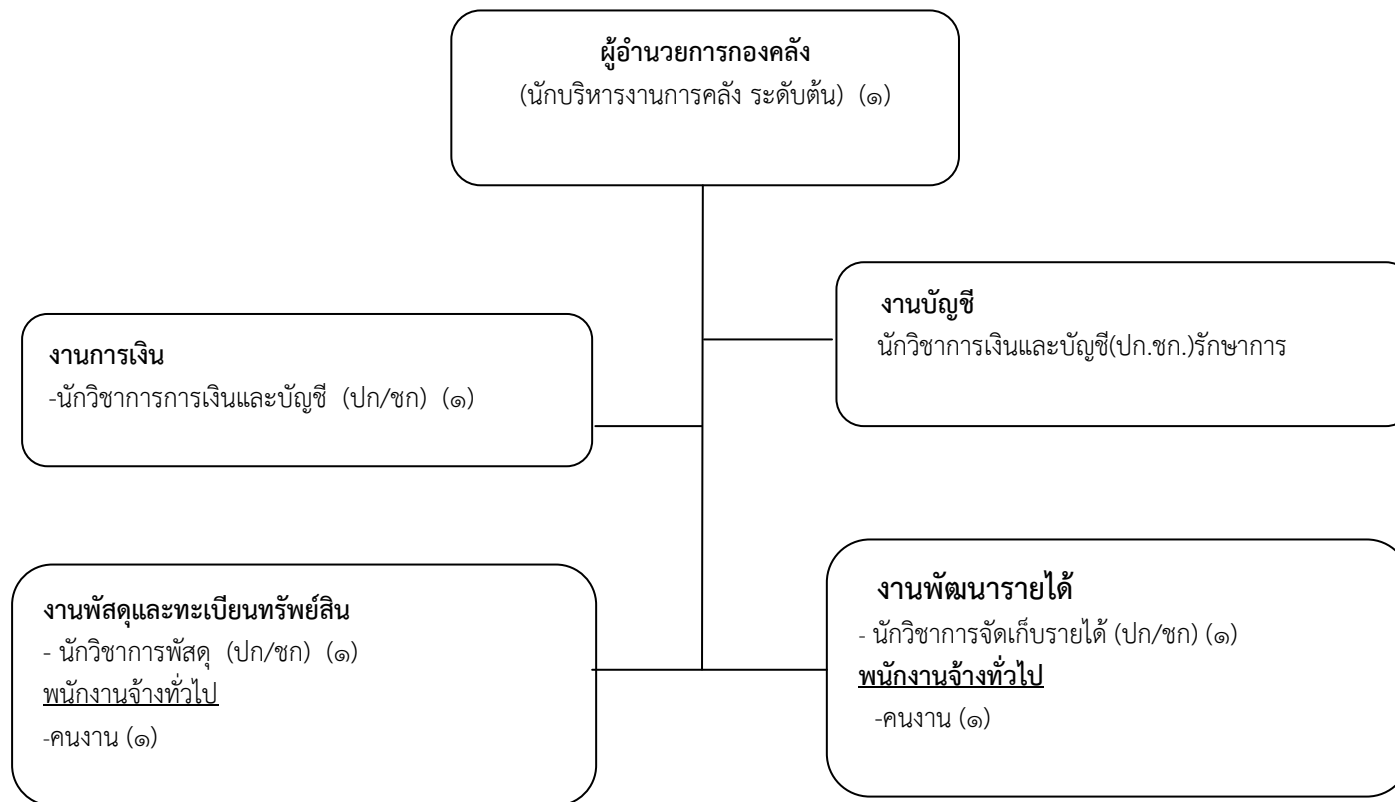 ผู้อำนวยการกองคลัง
(นักบริหารงานการคลัง ระดับต้น) (๑)
งานบัญชี
นักวิชาการเงินและบัญชี(ปก.ชก.)รักษาการ
งานการเงิน
-นักวิชาการการเงินและบัญชี (ปก/ชก) (๑)
งานพัสดุและทะเบียนทรัพย์สิน
- นักวิชาการพัสดุ (ปก/ชก) (๑)
พนักงานจ้างทั่วไป
-คนงาน (๑)
งานพัฒนารายได้
- นักวิชาการจัดเก็บรายได้ (ปก/ชก) (๑)
พนักงานจ้างทั่วไป
-คนงาน (๑)